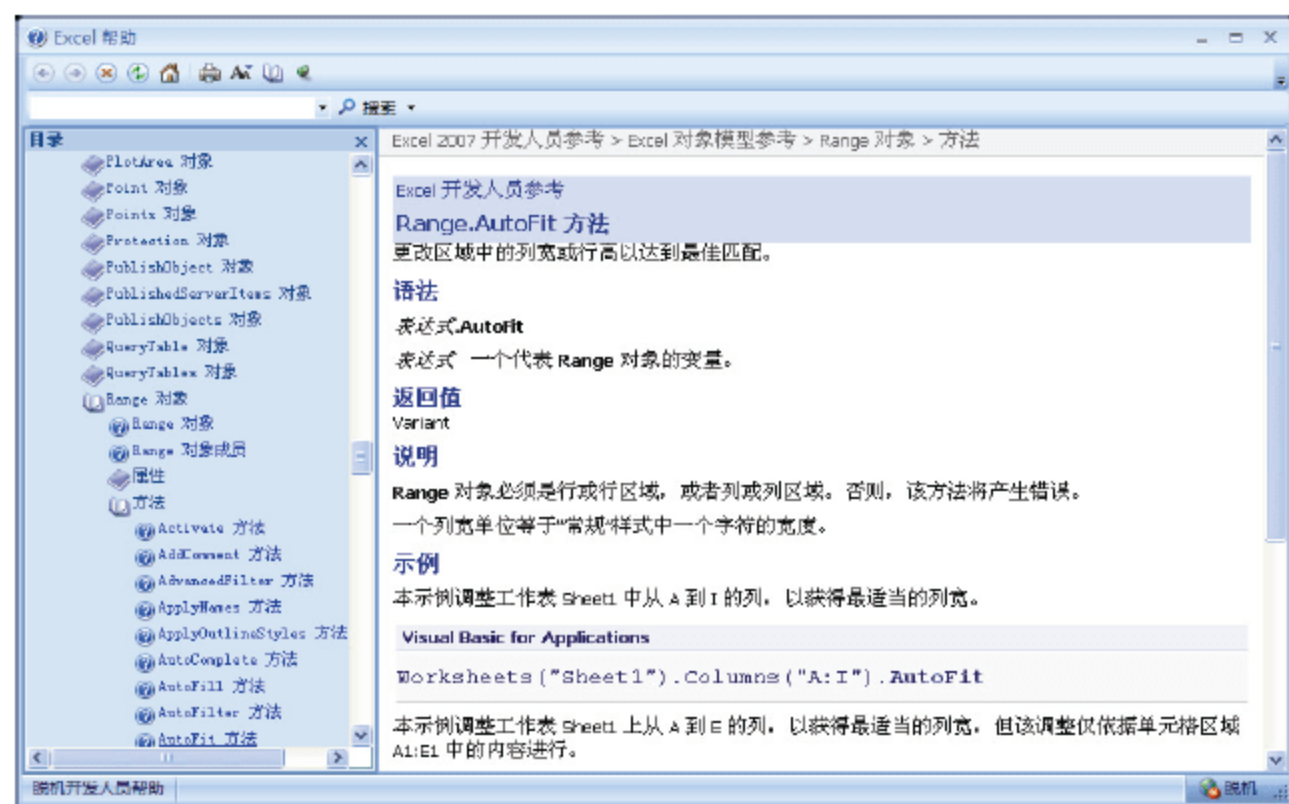 Excel 帮助
搜索
目录
PlotArea 对象
Point 对象
Points 对象
Protection 对象
PublishObject 对象
PublishedServerItems 对象
PublishObjects 对象
QueryTable 对象
QueryTables 对象
Range 对象
Range 对象
Range 对象成员
属性
方法
Activate 方法
AddComment 方法
AdvancedFilter 方法
ApplyNames 方法
ApplyOutlineStyles 方法
AutoComplete 方法
AutoFill 方法
AutoFilter 方法
AutoFit 方法
Excel 2007 开发人员参考 > Excel 对象模型参考 > Range 对象 > 方法
Excel 开发人员参考
Range.AutoFit 方法
更改区域中的列宽或行高以达到最佳匹配。
语法
表达式.AutoFit
表达式 一个代表 Range 对象的变量。
返回值
Variant
说明
Range 对象必须是行或行区域，或者列或列区域。否则，该方法将产生错误。
一个列宽单位等于“常规”样式中一个字符的宽度。
示例
本示例调整工作表 Sheet1 中从 A 到 I 的列，以获得最适当的列宽。
Visual Basic for Applications
Worksheets("Sheet1").Columns("A:I").AutoFit
本示例调整工作表 Sheet1 上从 A 到 E 的列，以获得最适当的列宽，但该调整仅依据单元格区域
A1:E1 中的内容进行。
脱机开发人员帮助
脱机